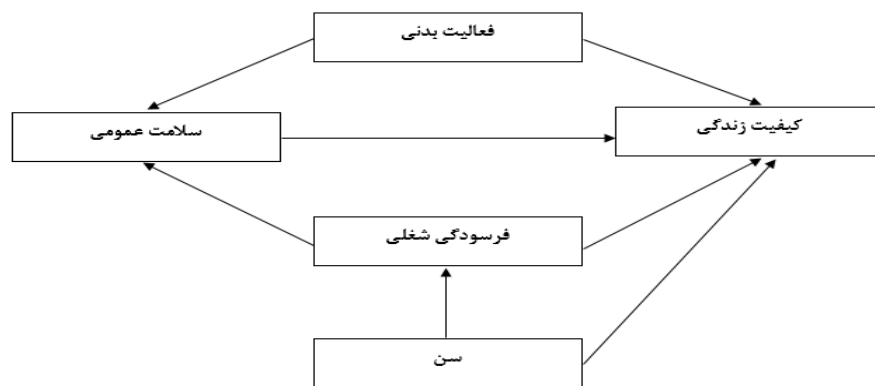 فعالیت بدنی
سلامت عمومی
کیفیت زندگی
فرسودگی شغلی
سن